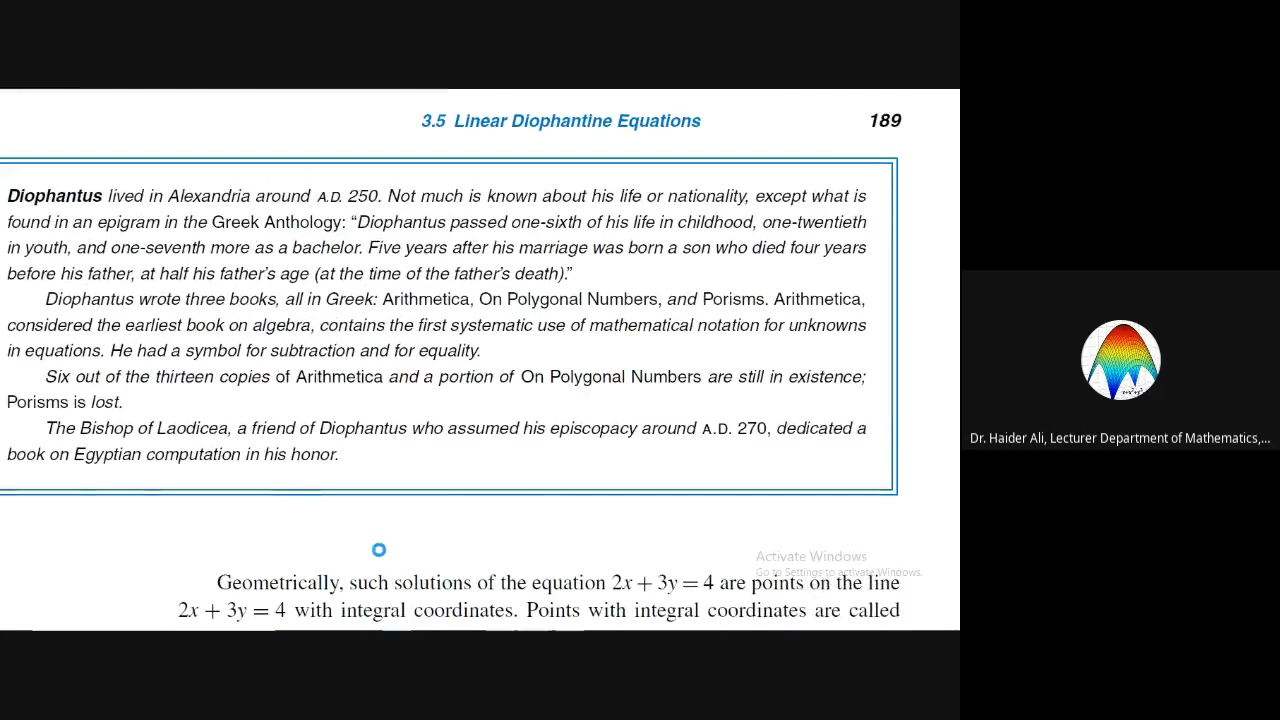 3.5 Linear Diophantine Equations 189
Diophantus lived in Alexandria around A.D. 250. Not much is known about his life or nationality, except what is
found in an epigram in the Greek Anthology: “Diophantus passed one-sixth of his life in childhood, one-twentieth
in youth, and one-seventh more as a bachelor. Five years after his marriage was born a son who died four years
before his father, at half his father’s age (at the time of the father’s death).”
Diophantus wrote three books, all in Greek: Arithmetica, On Polygonal Numbers, and Porisms. Arithmetica,
considered the earliest book on algebra, contains the first systematic use of mathematical notation for unknowns
in equations. He had a symbol for subtraction and for equality.
Six out of the thirteen copies of Arithmetica and a portion of On Polygonal Numbers are still in existence;
Porisms is lost.
The Bishop of Laodicea, a friend of Diophantus who assumed his episcopacy around A.D. 270, dedicated a
book on Egyptian computation in his honor.
Activate Windows
Go to Settings to activate Windows.
Geometrically, such solutions of the equation 2x + 3y = 4 are points on the line
2x + 3y = 4 with integral coordinates. Points with integral coordinates are called
Dr. Haider Ali, Lecturer Department of Mathematics,...